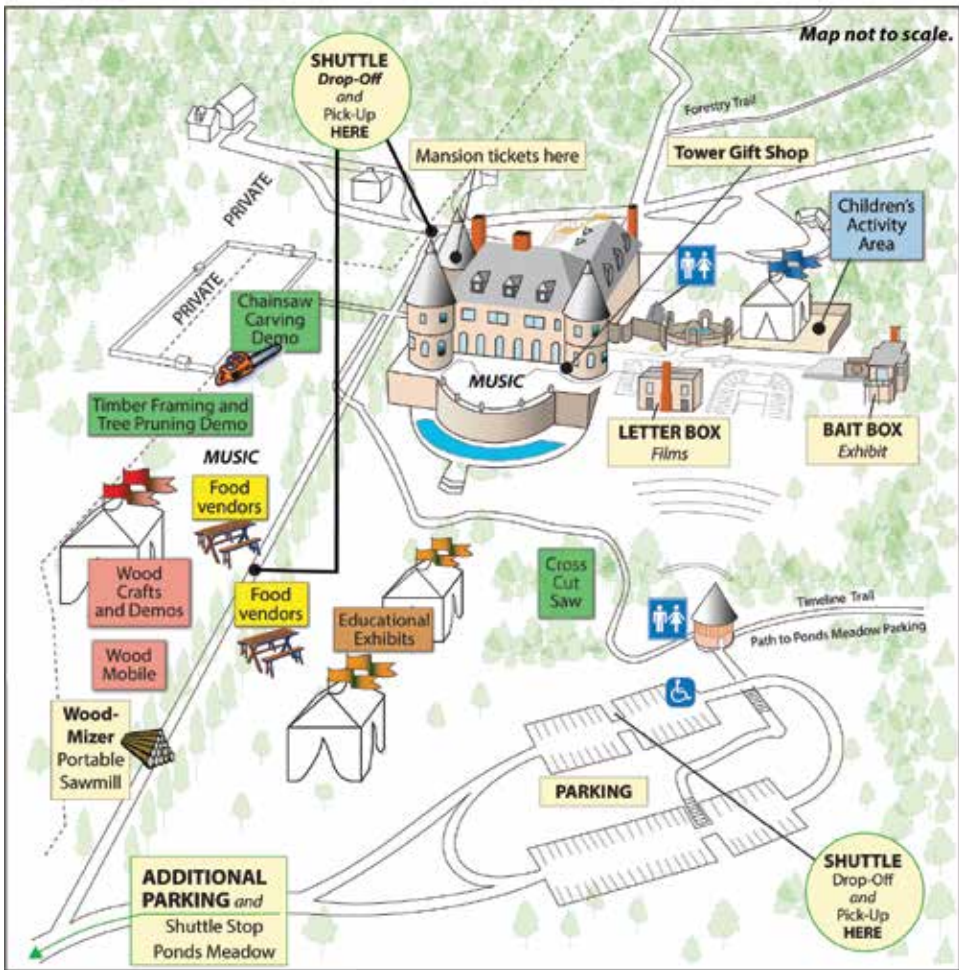 Map not to scale.
SHUTTLE
Drop-Off
and
Pick-Up
HERE
Forestry Trail
Mansion tickets here
Tower Gift Shop
PRIVATE
Children's
Activity
Area
PRIVATE
Chainsaw
Carving
Demo
MUSIC
Timber Framing and
Tree Pruning Demo
LETTER BOX
Films
BAIT BOX
Exhibit
MUSIC
Food
vendors
Wood
Crafts
and Demos
Cross
Cut
Saw
Food
vendors
Educational
Exhibits
Timeline Trail
Path to Ponds Meadow Parking
Wood
Mobile
Wood-
Mizer
Portable
Sawmill
PARKING
SHUTTLE
Drop-Off
and
Pick-Up
HERE
ADDITIONAL
PARKING and
Shuttle Stop
Ponds Meadow